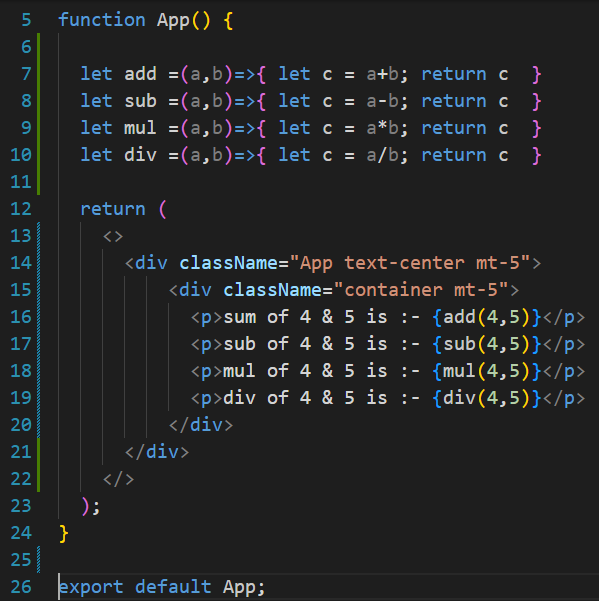 5 function App() {
6
7 let add =(a,b)=>{ let c = a+b; return c }
8 let sub =(a,b)=>{ let c = a-b; return c }
9 let mul =(a,b)=>{ let c = a*b; return c }
10 let div =(a,b)=>{ let c = a/b; return c }
11
12 return (
13 <>
14 <div className="App text-center mt-5">
15 <div className="container mt-5">
16 <p>sum of 4 & 5 is :- {add(4,5)}</p>
17 <p>sub of 4 & 5 is :- {sub(4,5)}</p>
18 <p>mul of 4 & 5 is :- {mul(4,5)}</p>
19 <p>div of 4 & 5 is :- {div(4,5)}</p>
20 </div>
21 </div>
22 </>
23 );
24 }
25
26 export default App;